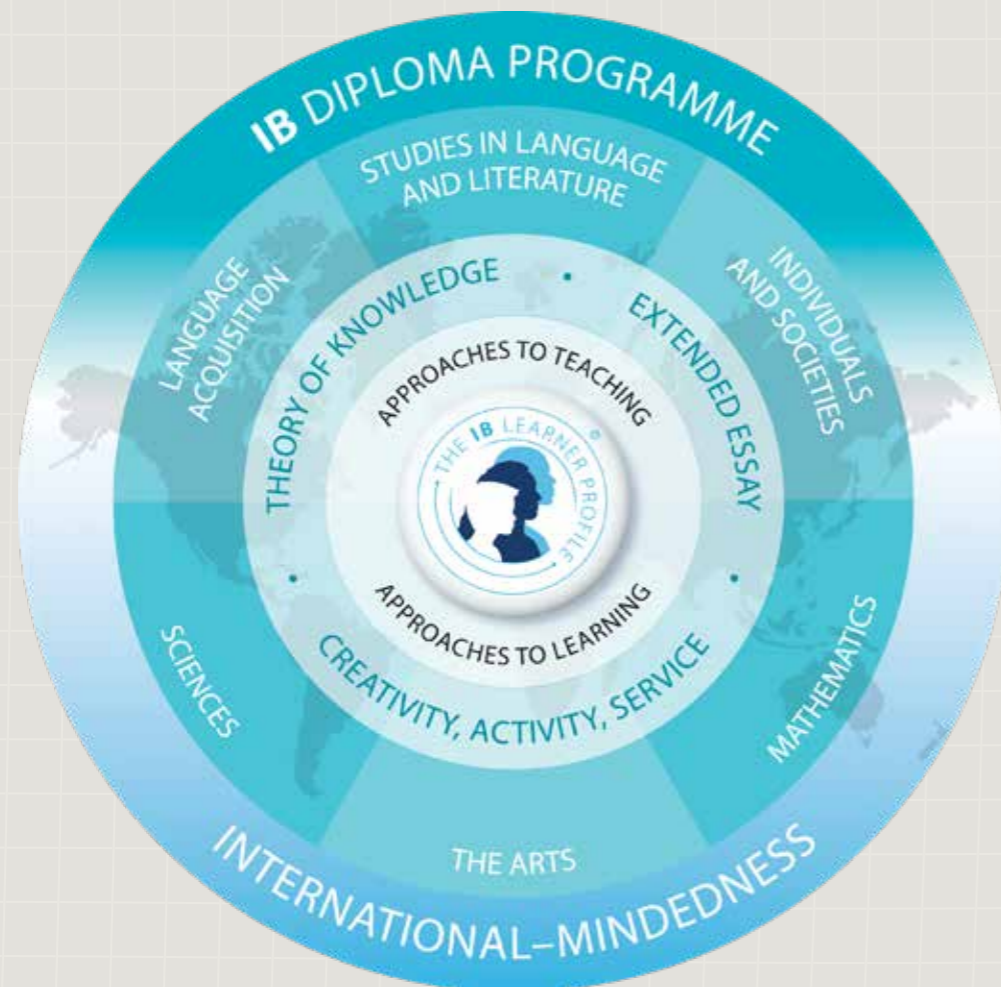 IB DIPLOMA PROGRAMME
STUDIES IN LANGUAGE
AND LITERATURE
LANGUAGE
ACQUISITION
INDIVIDUALS
AND SOCIETIES
THEORY OF KNOWLEDGE
•
EXTENDED ESSAY
APPROACHES TO TEACHING
THE IB LEARNER PROFILE
©
APPROACHES TO LEARNING
•
CREATIVITY, ACTIVITY, SERVICE
•
SCIENCES
MATHEMATICS
THE ARTS
INTERNATIONAL–MINDEDNESS